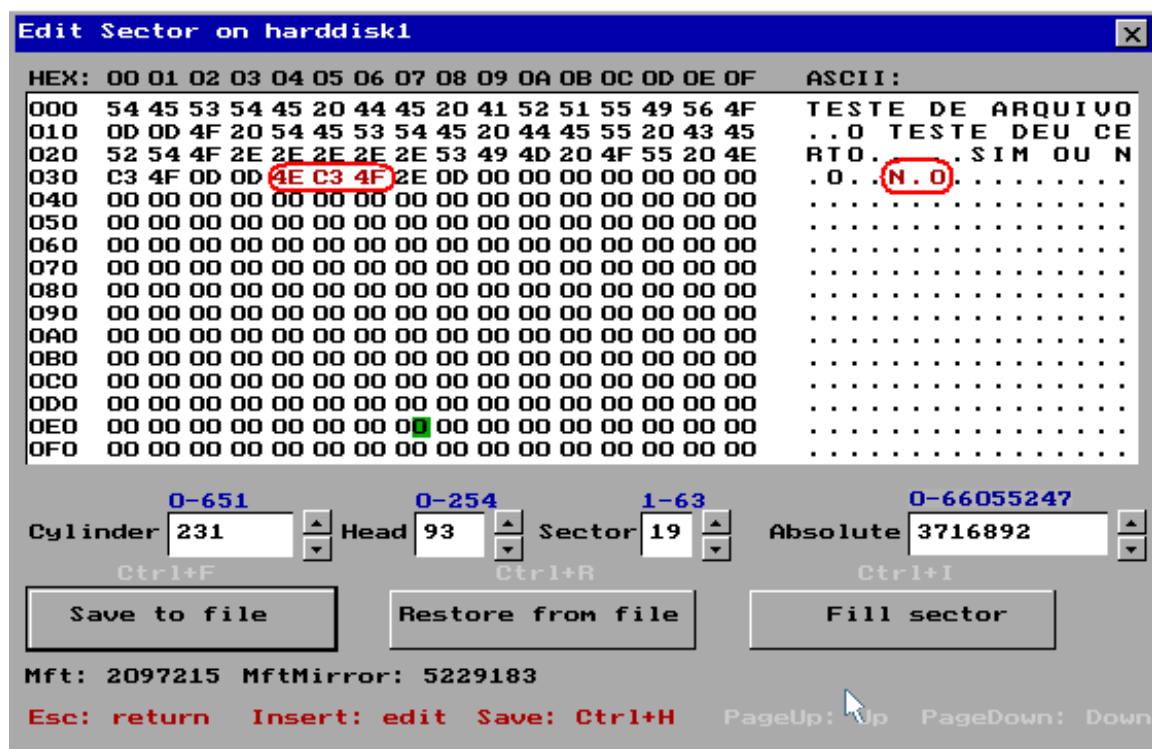 Edit Sector on harddisk1
HEX: 00 01 02 03 04 05 06 07 08 09 0A 0B 0C 0D 0E 0F ASCII:
000 54 45 53 54 45 20 44 45 20 41 52 51 55 49 56 4F TESTE DE ARQUIVO
010 0D 0D 4F 20 54 45 53 54 45 20 44 45 55 20 43 45 ..O TESTE DEU CE
020 52 54 4F 2E 2E 2E 2E 2E 53 49 4D 20 4F 55 20 4E RTO.....SIM OU N
030 C3 4F 0D 0D 4E C3 4F 2E 0D 00 00 00 00 00 00 00 .O..N.O.........
040 00 00 00 00 00 00 00 00 00 00 00 00 00 00 00 00 ................
050 00 00 00 00 00 00 00 00 00 00 00 00 00 00 00 00 ................
060 00 00 00 00 00 00 00 00 00 00 00 00 00 00 00 00 ................
070 00 00 00 00 00 00 00 00 00 00 00 00 00 00 00 00 ................
080 00 00 00 00 00 00 00 00 00 00 00 00 00 00 00 00 ................
090 00 00 00 00 00 00 00 00 00 00 00 00 00 00 00 00 ................
0A0 00 00 00 00 00 00 00 00 00 00 00 00 00 00 00 00 ................
0B0 00 00 00 00 00 00 00 00 00 00 00 00 00 00 00 00 ................
0C0 00 00 00 00 00 00 00 00 00 00 00 00 00 00 00 00 ................
0D0 00 00 00 00 00 00 00 00 00 00 00 00 00 00 00 00 ................
0E0 00 00 00 00 00 00 00 00 00 00 00 00 00 00 00 00 ................
0F0 00 00 00 00 00 00 00 00 00 00 00 00 00 00 00 00 ................
0-651 0-254 1-63 0-66055247
Cylinder 231 Head 93 Sector 19 Absolute 3716892
Ctrl+F Ctrl+R Ctrl+I
Save to file Restore from file Fill sector
Mft: 2097215 MftMirror: 5229183
Esc: return Insert: edit Save: Ctrl+H PageUp: Up PageDown: Down